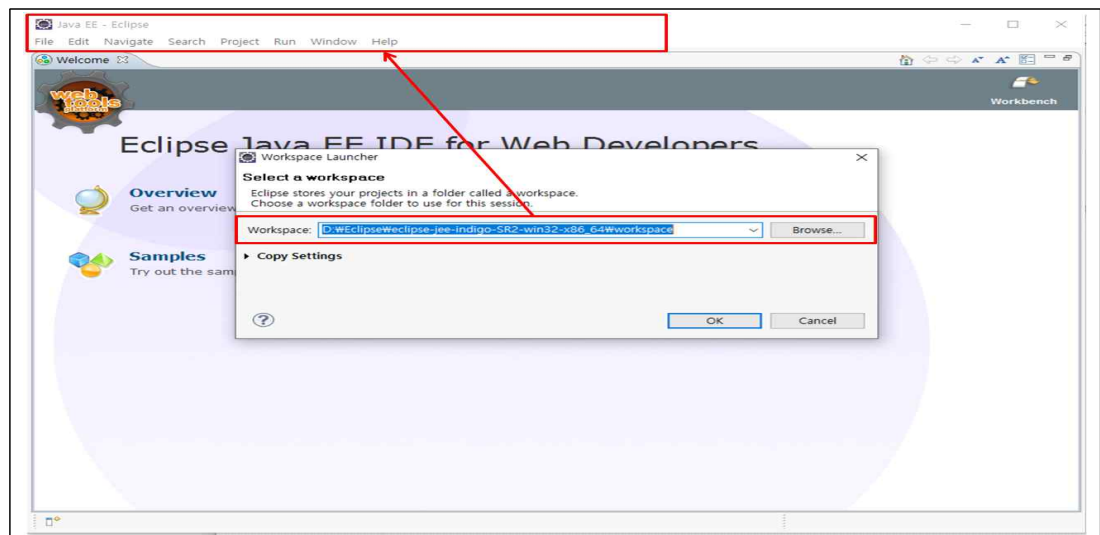 Java EE - Eclipse
File Edit Navigate Search Project Run Window Help
Welcome
web
tools
platform
Workbench
Eclipse Java EE IDE for Web Developers
Workspace Launcher
Select a workspace
Eclipse stores your projects in a folder called a workspace.
Choose a workspace folder to use for this session.
Overview
Get an overview
Workspace: D:₩Eclipse₩eclipse-jee-indigo-SR2-win32-x86_64₩workspace Browse...
Samples
Try out the sam
Copy Settings
OK Cancel